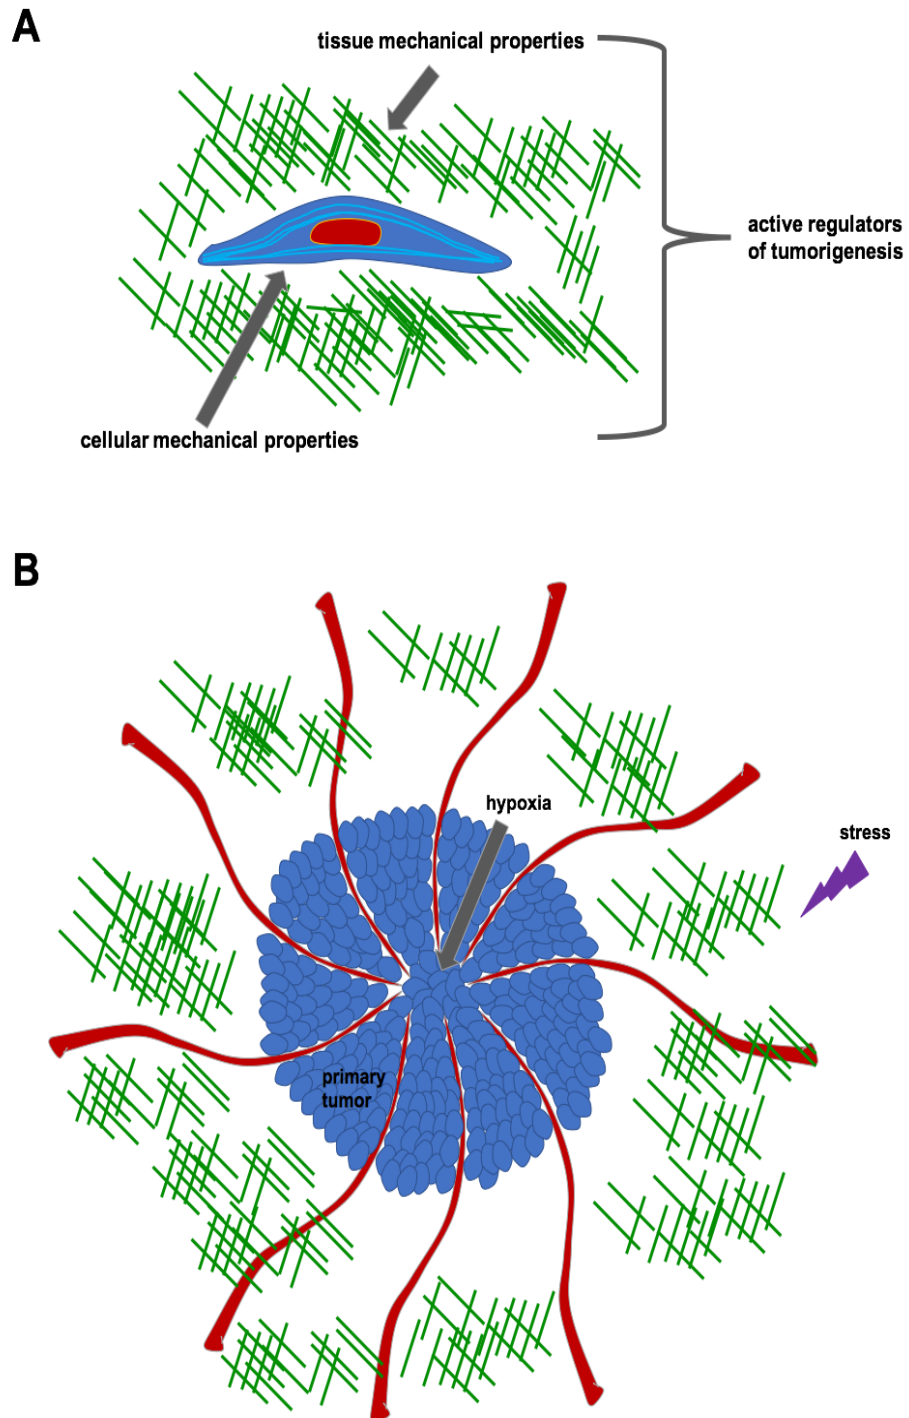 A
tissue mechanical properties
active regulators
of tumorigenesis
cellular mechanical properties
B
hypoxia
stress
primary
tumor